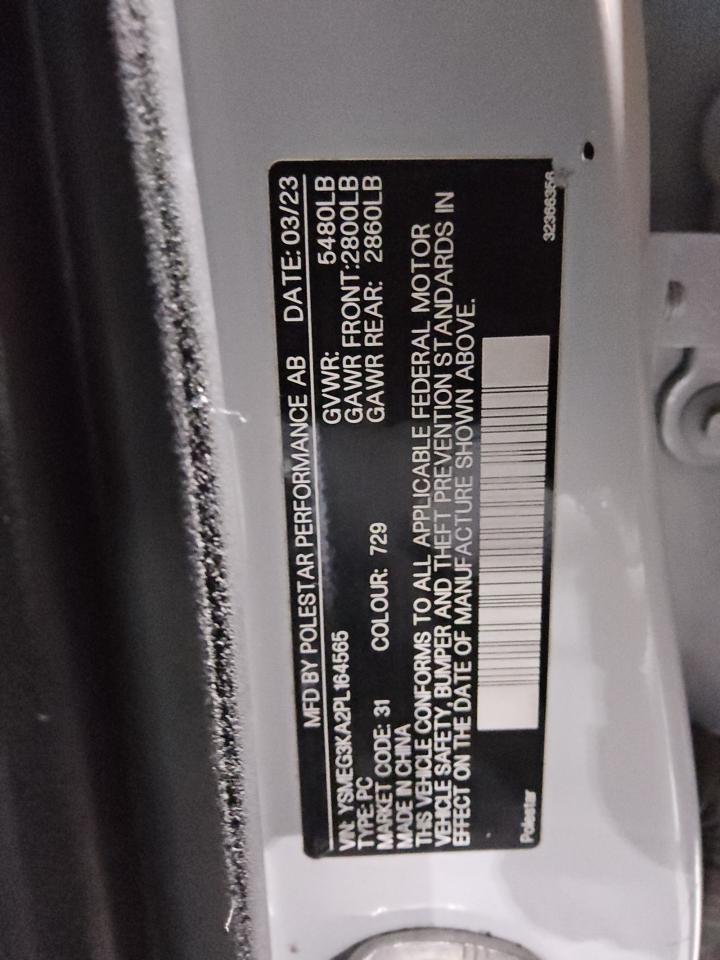 MFD BY POLESTAR PERFORMANCE AB DATE: 03/23
VIN: YSMEG3KA2PL164565 GVWR: 5480LB
TYPE: PC GAWR FRONT: 2800LB
MARKET CODE: 31 COLOUR: 729 GAWR REAR: 2860LB
MADE IN CHINA
THIS VEHICLE CONFORMS TO ALL APPLICABLE FEDERAL MOTOR
VEHICLE SAFETY, BUMPER AND THEFT PREVENTION STANDARDS IN
EFFECT ON THE DATE OF MANUFACTURE SHOWN ABOVE.
Polestar 32366356